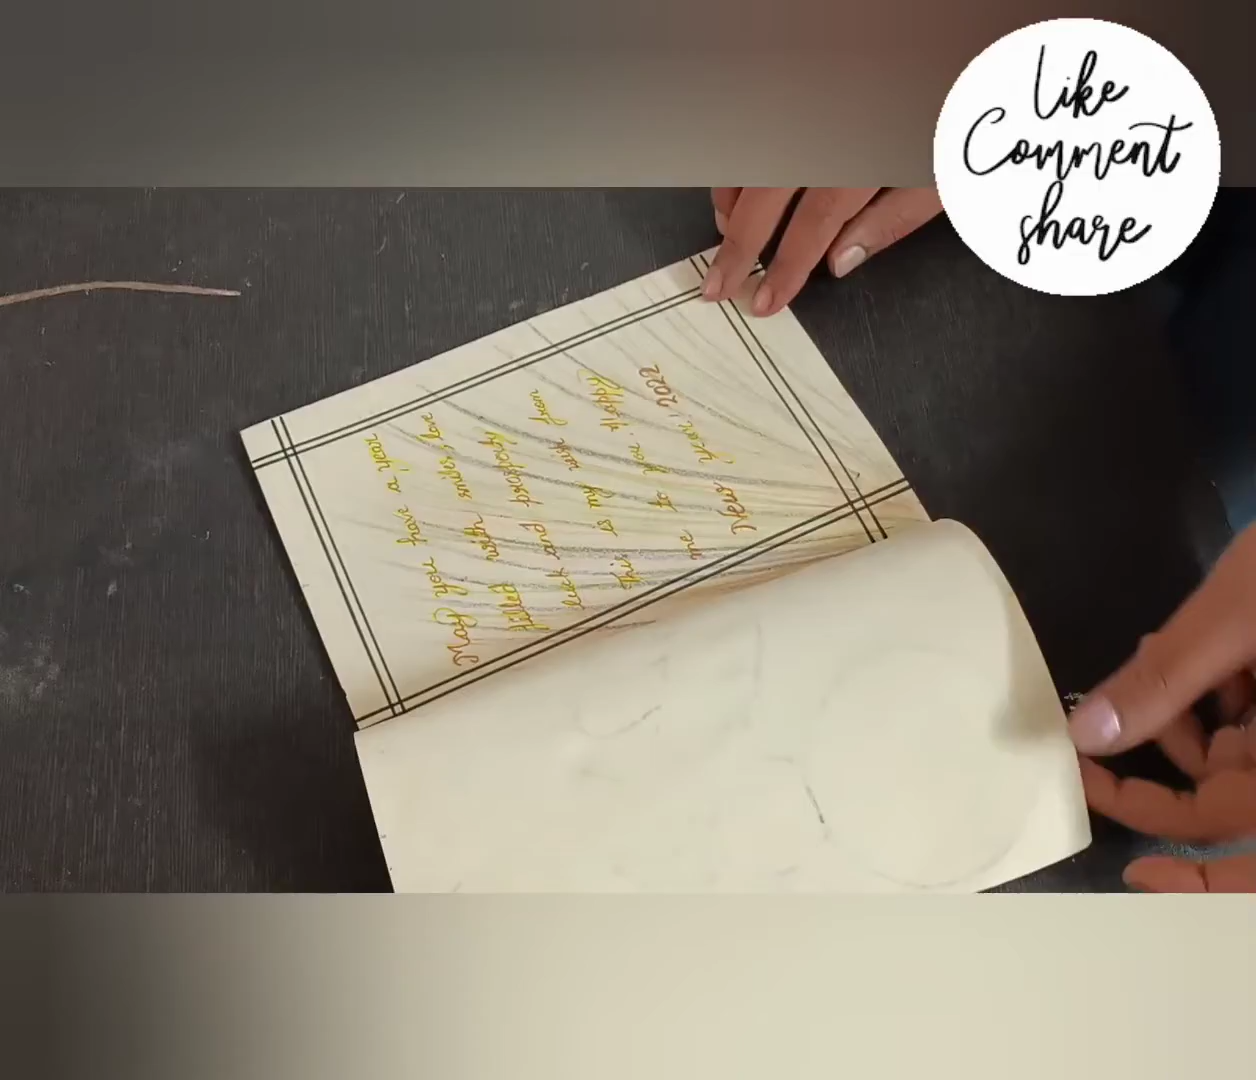 Like
Comment
share
May you have a year
filled with smiles, love
luck and prosperity
this is my wish from
me to you. Happy
New year! 2022